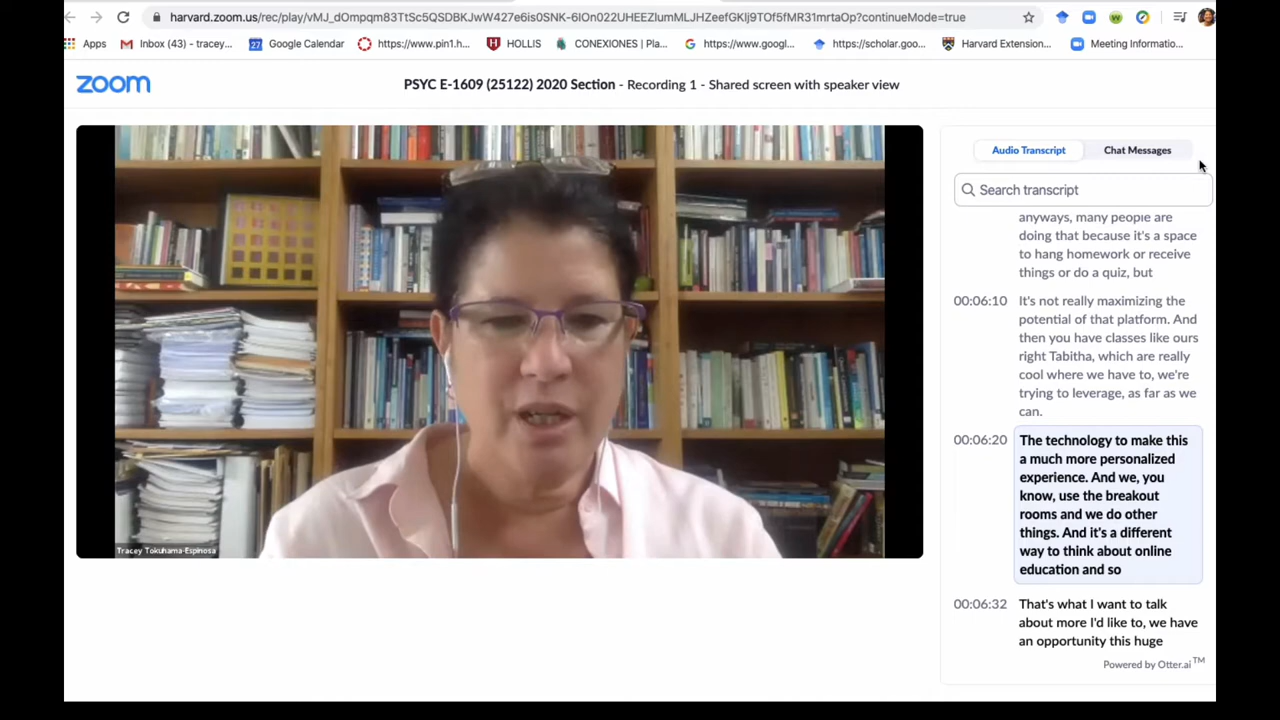 harvard.zoom.us/rec/play/vMJ_dOmpqm83TtSc5QSDBKJwW42Ze6is0SNK-6IOn022UHEEZIumMLJHZeefGKlj9TOf5fMR31mrtaOp?continueMode=true
Apps Inbox (43) - tracey... Google Calendar https://www.pin1.h... HOLLIS CONEXIONES | Pla... https://www.googl... https://scholar.goo... Harvard Extension... Meeting Informatio...
zoom
PSYC E-1609 (25122) 2020 Section - Recording 1 - Shared screen with speaker view
Audio Transcript Chat Messages
Search transcript
anyways, many people are
doing that because it's a space
to hang homework or receive
things or do a quiz, but
00:06:10 It's not really maximizing the
potential of that platform. And
then you have classes like ours
right Tabitha, which are really
cool where we have to, we're
trying to leverage, as far as we
can.
00:06:20 The technology to make this
a much more personalized
experience. And we, you
know, use the breakout
rooms and we do other
things. And it's a different
way to think about online
education and so
00:06:32 That's what I want to talk
about more I'd like to, we have
an opportunity this huge
Powered by Otter.ai™
Tracey Tokuhama-Espinosa